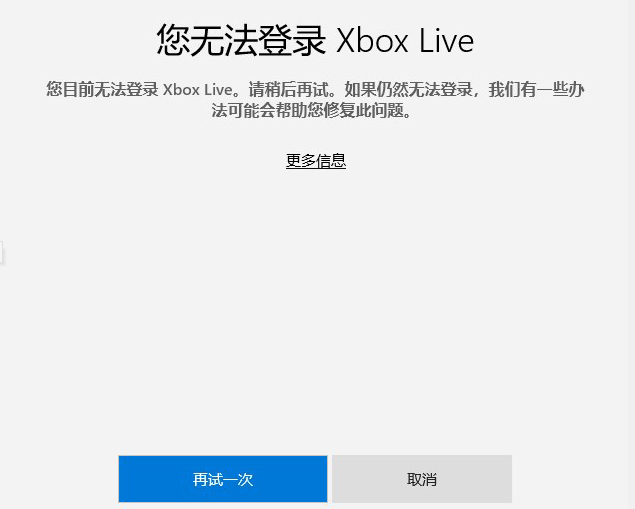 您无法登录 Xbox Live
您目前无法登录 Xbox Live。请稍后再试。如果仍然无法登录，我们有一些办
法可能会帮助您修复此问题。
更多信息
再试一次
取消